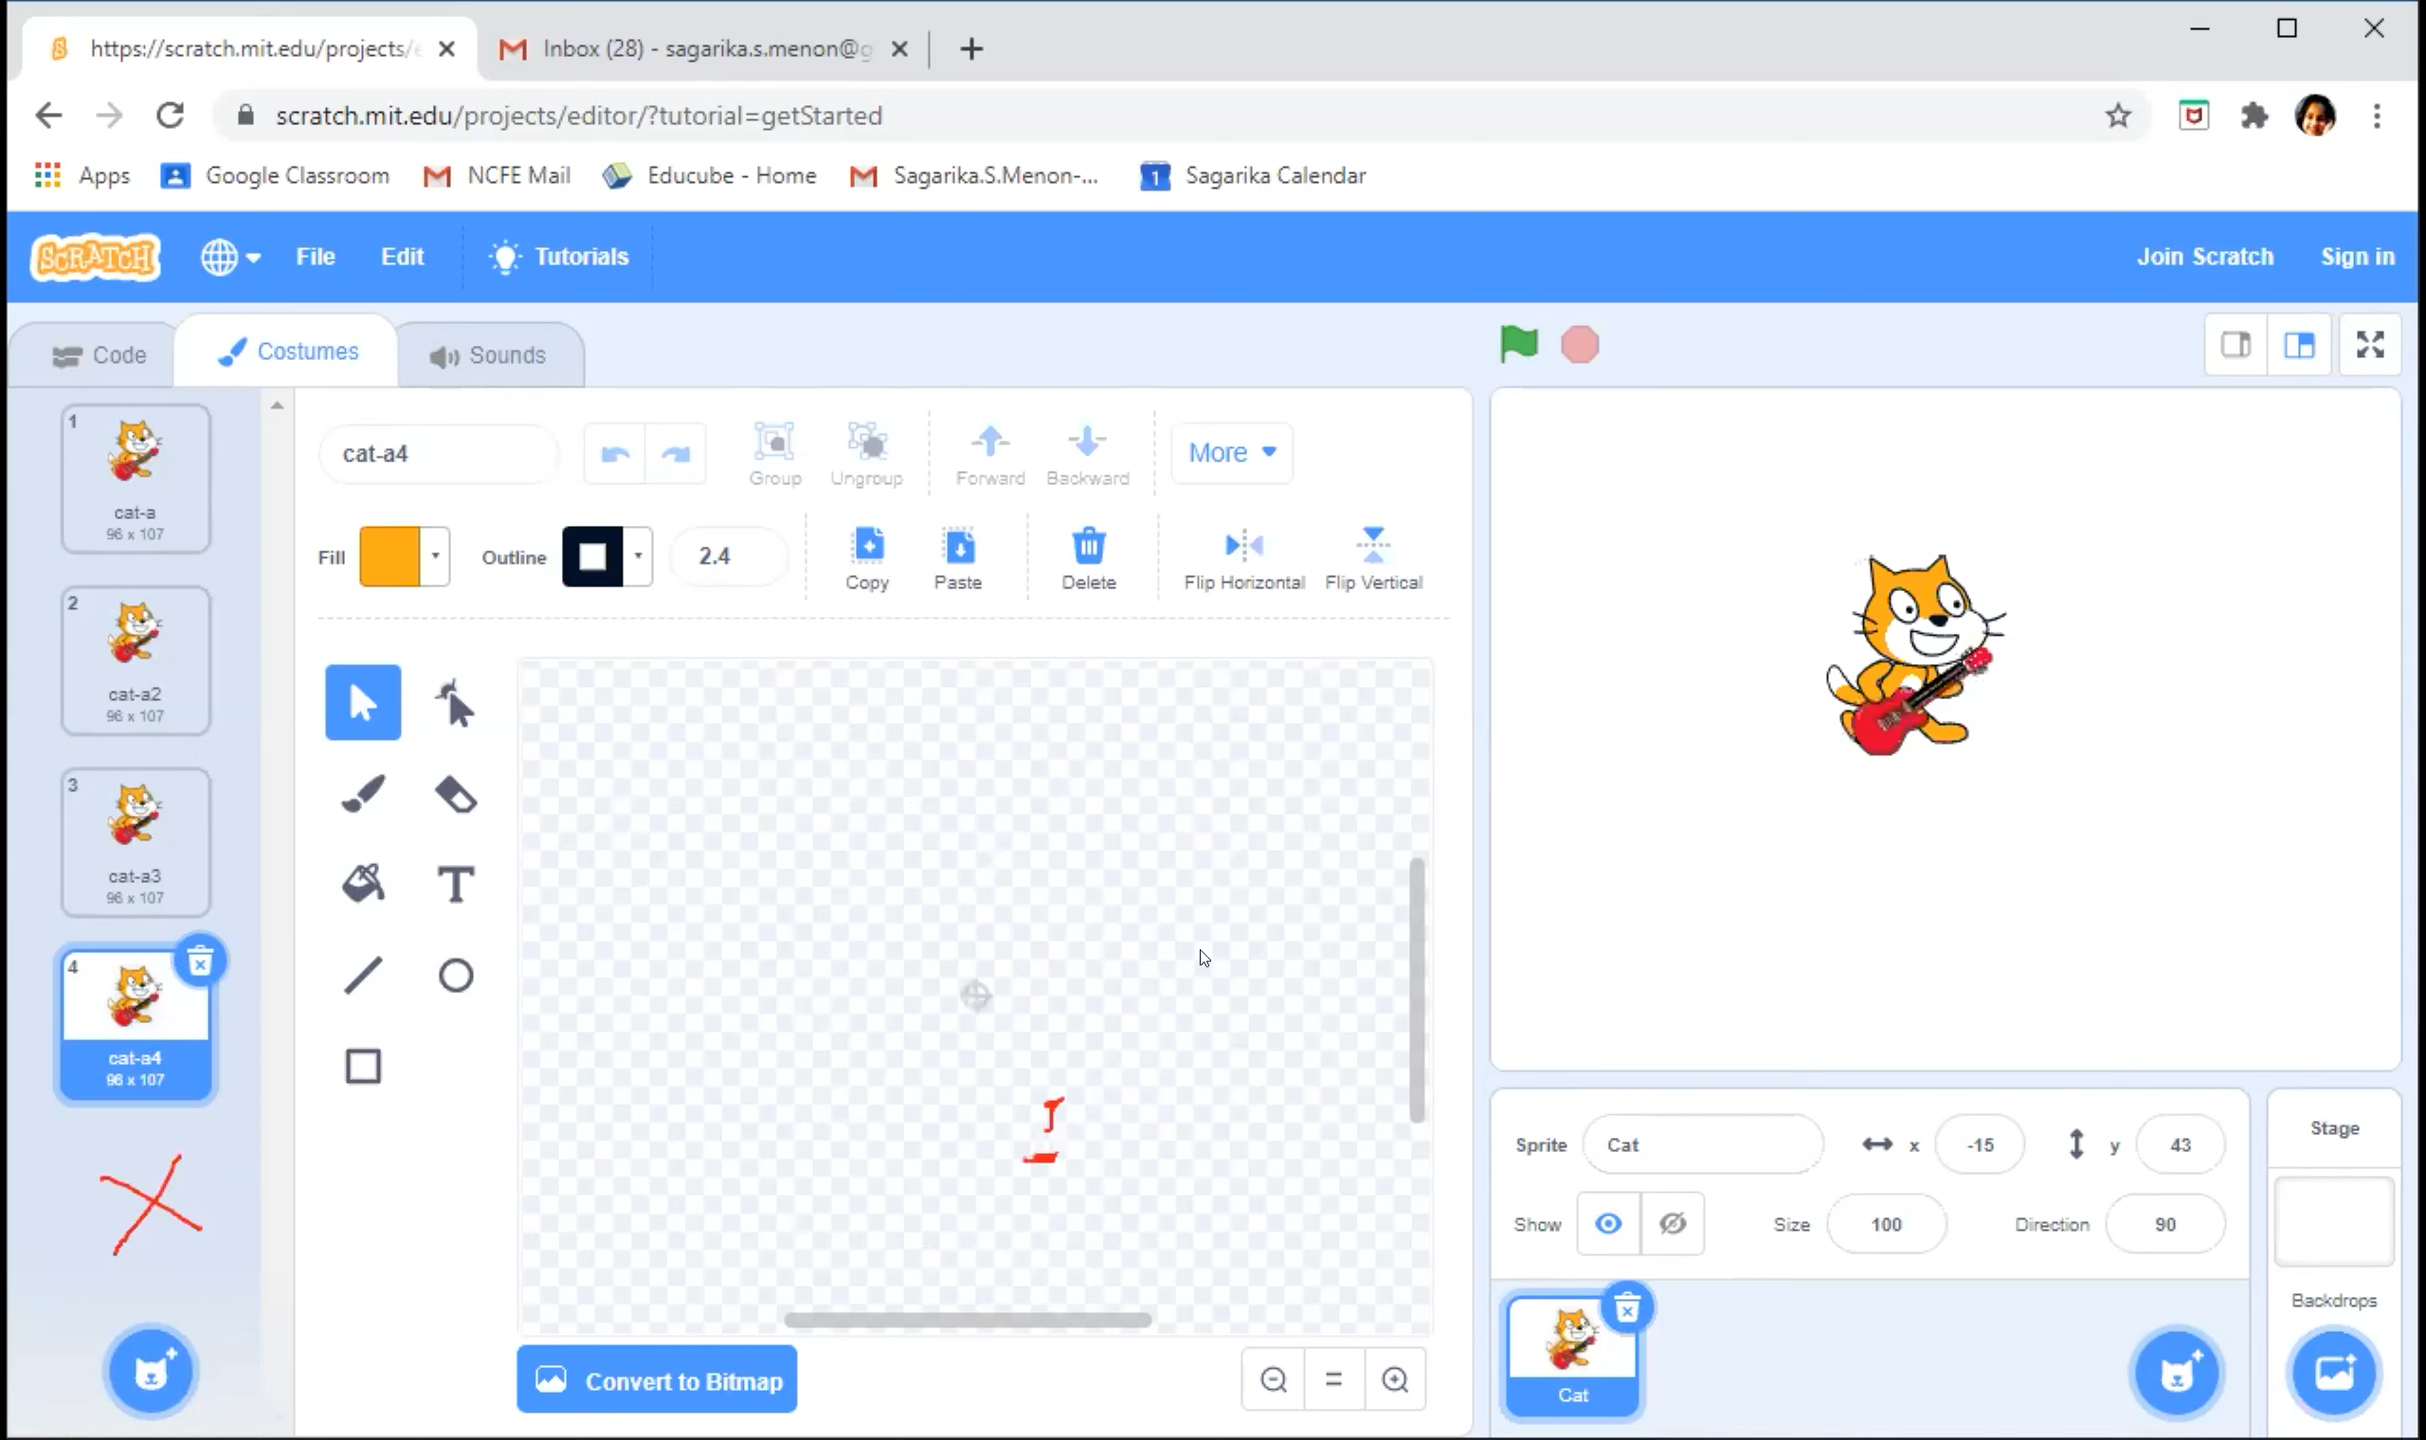 https://scratch.mit.edu/projects/e
Inbox (28) - sagarika.s.menon@g
scratch.mit.edu/projects/editor/?tutorial=getStarted
Apps Google Classroom NCFE Mail Educube - Home Sagarika.S.Menon-... 1 Sagarika Calendar
SCRATCH File Edit Tutorials Join Scratch Sign in
Code Costumes Sounds
1
cat-a
96 x 107
2
cat-a2
96 x 107
3
cat-a3
96 x 107
4
cat-a4
96 x 107
cat-a4 Group Ungroup Forward Backward More
Fill Outline 2.4 Copy Paste Delete Flip Horizontal Flip Vertical
T
Convert to Bitmap
=
Sprite Cat x -15 y 43
Show Size 100 Direction 90
Cat
Stage
Backdrops